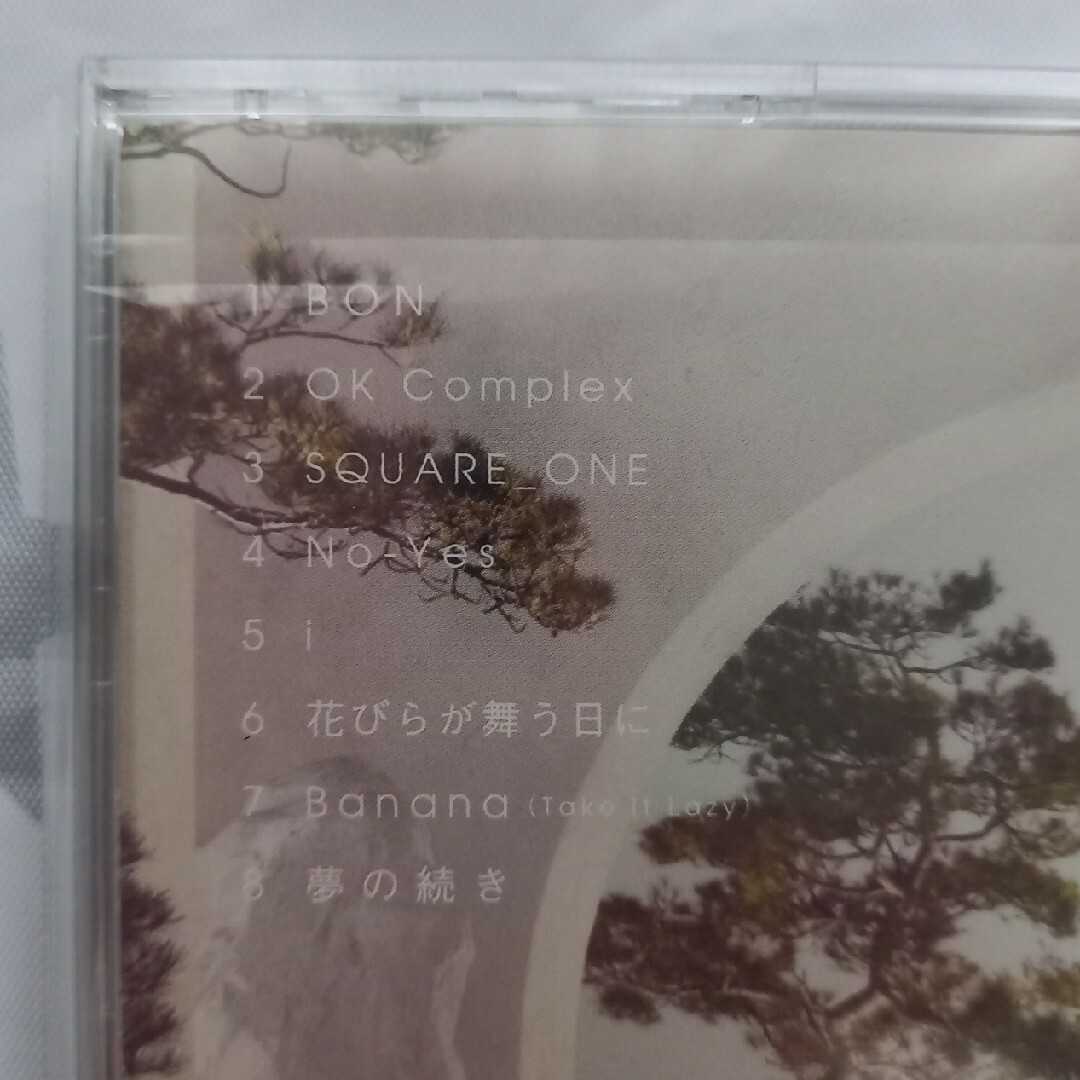 1 BON
2 OK Complex
3 SQUARE_ONE
4 No-Yes
5 i
6 花びらが舞う日に
7 Banana (Take It Lazy)
8 夢の続き